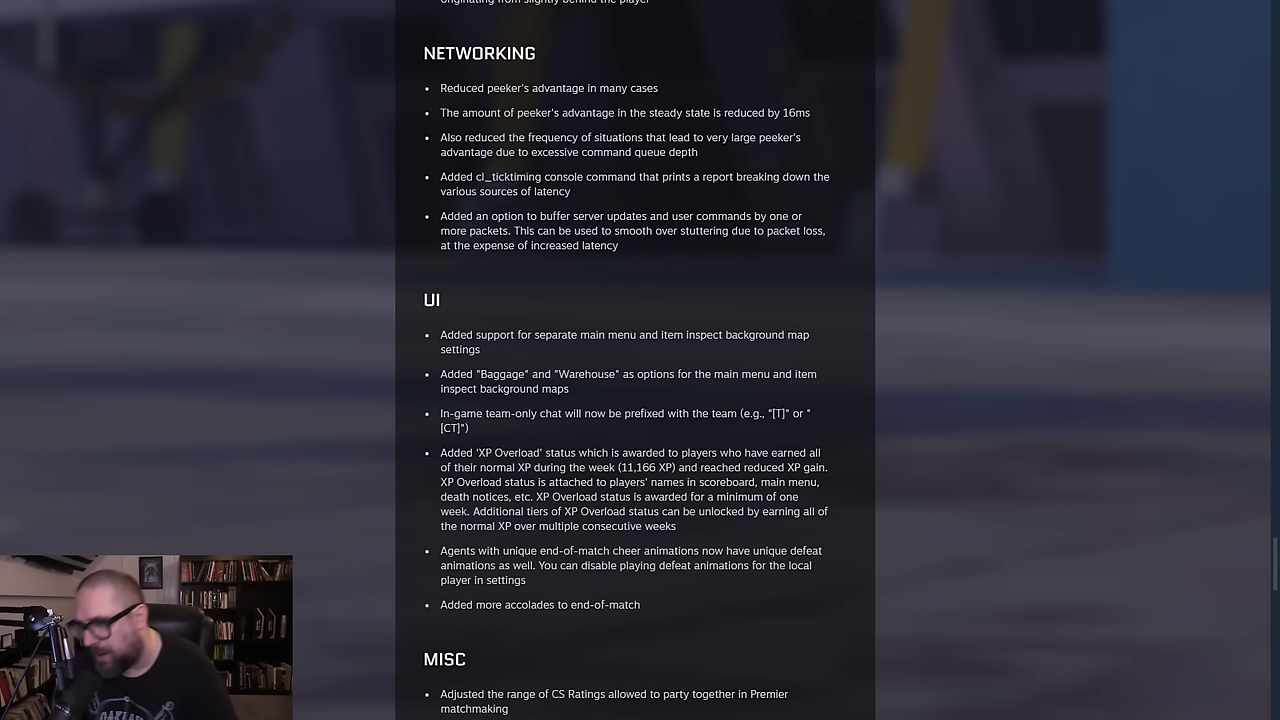 originating from slightly behind the player
NETWORKING
• Reduced peeker's advantage in many cases
• The amount of peeker's advantage in the steady state is reduced by 16ms
• Also reduced the frequency of situations that lead to very large peeker's
advantage due to excessive command queue depth
• Added cl_ticktiming console command that prints a report breaking down the
various sources of latency
• Added an option to buffer server updates and user commands by one or
more packets. This can be used to smooth over stuttering due to packet loss,
at the expense of increased latency
UI
• Added support for separate main menu and item inspect background map
settings
• Added "Baggage" and "Warehouse" as options for the main menu and item
inspect background maps
• In-game team-only chat will now be prefixed with the team (e.g., "[T]" or "
[CT]")
• Added 'XP Overload' status which is awarded to players who have earned all
of their normal XP during the week (11,166 XP) and reached reduced XP gain.
XP Overload status is attached to players' names in scoreboard, main menu,
death notices, etc. XP Overload status is awarded for a minimum of one
week. Additional tiers of XP Overload status can be unlocked by earning all of
the normal XP over multiple consecutive weeks
• Agents with unique end-of-match cheer animations now have unique defeat
animations as well. You can disable playing defeat animations for the local
player in settings
• Added more accolades to end-of-match
MISC
• Adjusted the range of CS Ratings allowed to party together in Premier
matchmaking